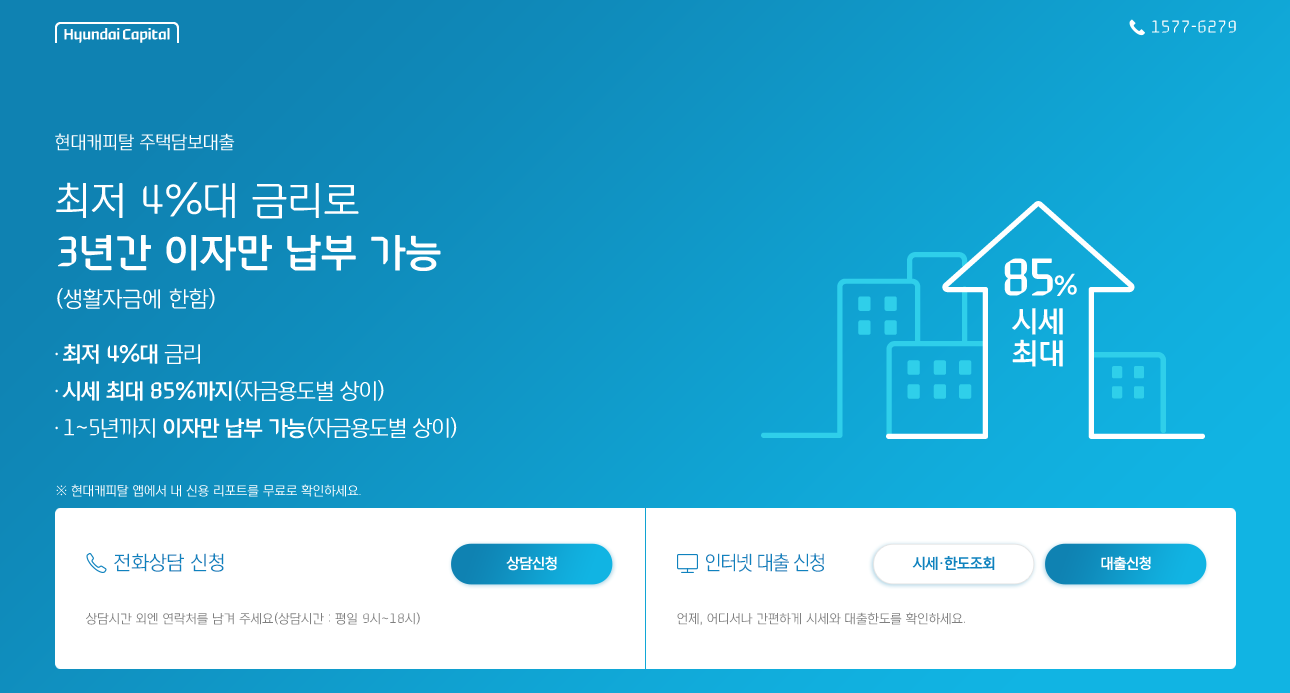 Hyundai Capital
1577-6279
현대캐피탈 주택담보대출
최저 4%대 금리로
3년간 이자만 납부 가능
(생활자금에 한함)
· 최저 4%대 금리
· 시세 최대 85%까지(자금용도별 상이)
· 1~5년까지 이자만 납부 가능(자금용도별 상이)
85%
시세
최대
※ 현대캐피탈 앱에서 내 신용 리포트를 무료로 확인하세요.
전화상담 신청
상담신청
상담시간 외엔 연락처를 남겨 주세요(상담시간 : 평일 9시~18시)
인터넷 대출 신청
시세·한도조회
대출신청
언제, 어디서나 간편하게 시세와 대출한도를 확인하세요.